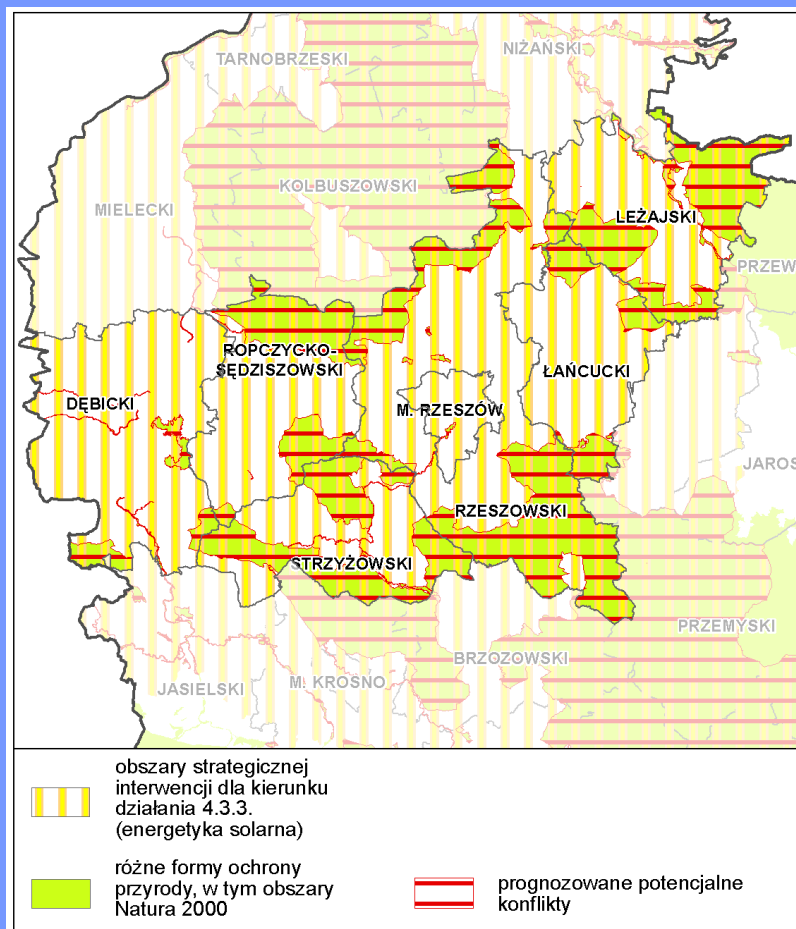 TARNOBRZESKI
NIŻAŃSKI
KOLBUSZOWSKI
MIELECKI
LEŻAJSKI
PRZEW
ROPCZYCKO-
SĘDZISZOWSKI
ŁAŃCUCKI
DĘBICKI
M. RZESZÓW
JAROS
RZESZOWSKI
STRZYŻOWSKI
PRZEMYSKI
BRZOZOWSKI
M. KROŚNO
JASIELSKI
obszary strategicznej
interwencji dla kierunku
działania 4.3.3.
(energetyka solarna)
różne formy ochrony
przyrody, w tym obszary
Natura 2000
prognozowane potencjalne
konflikty